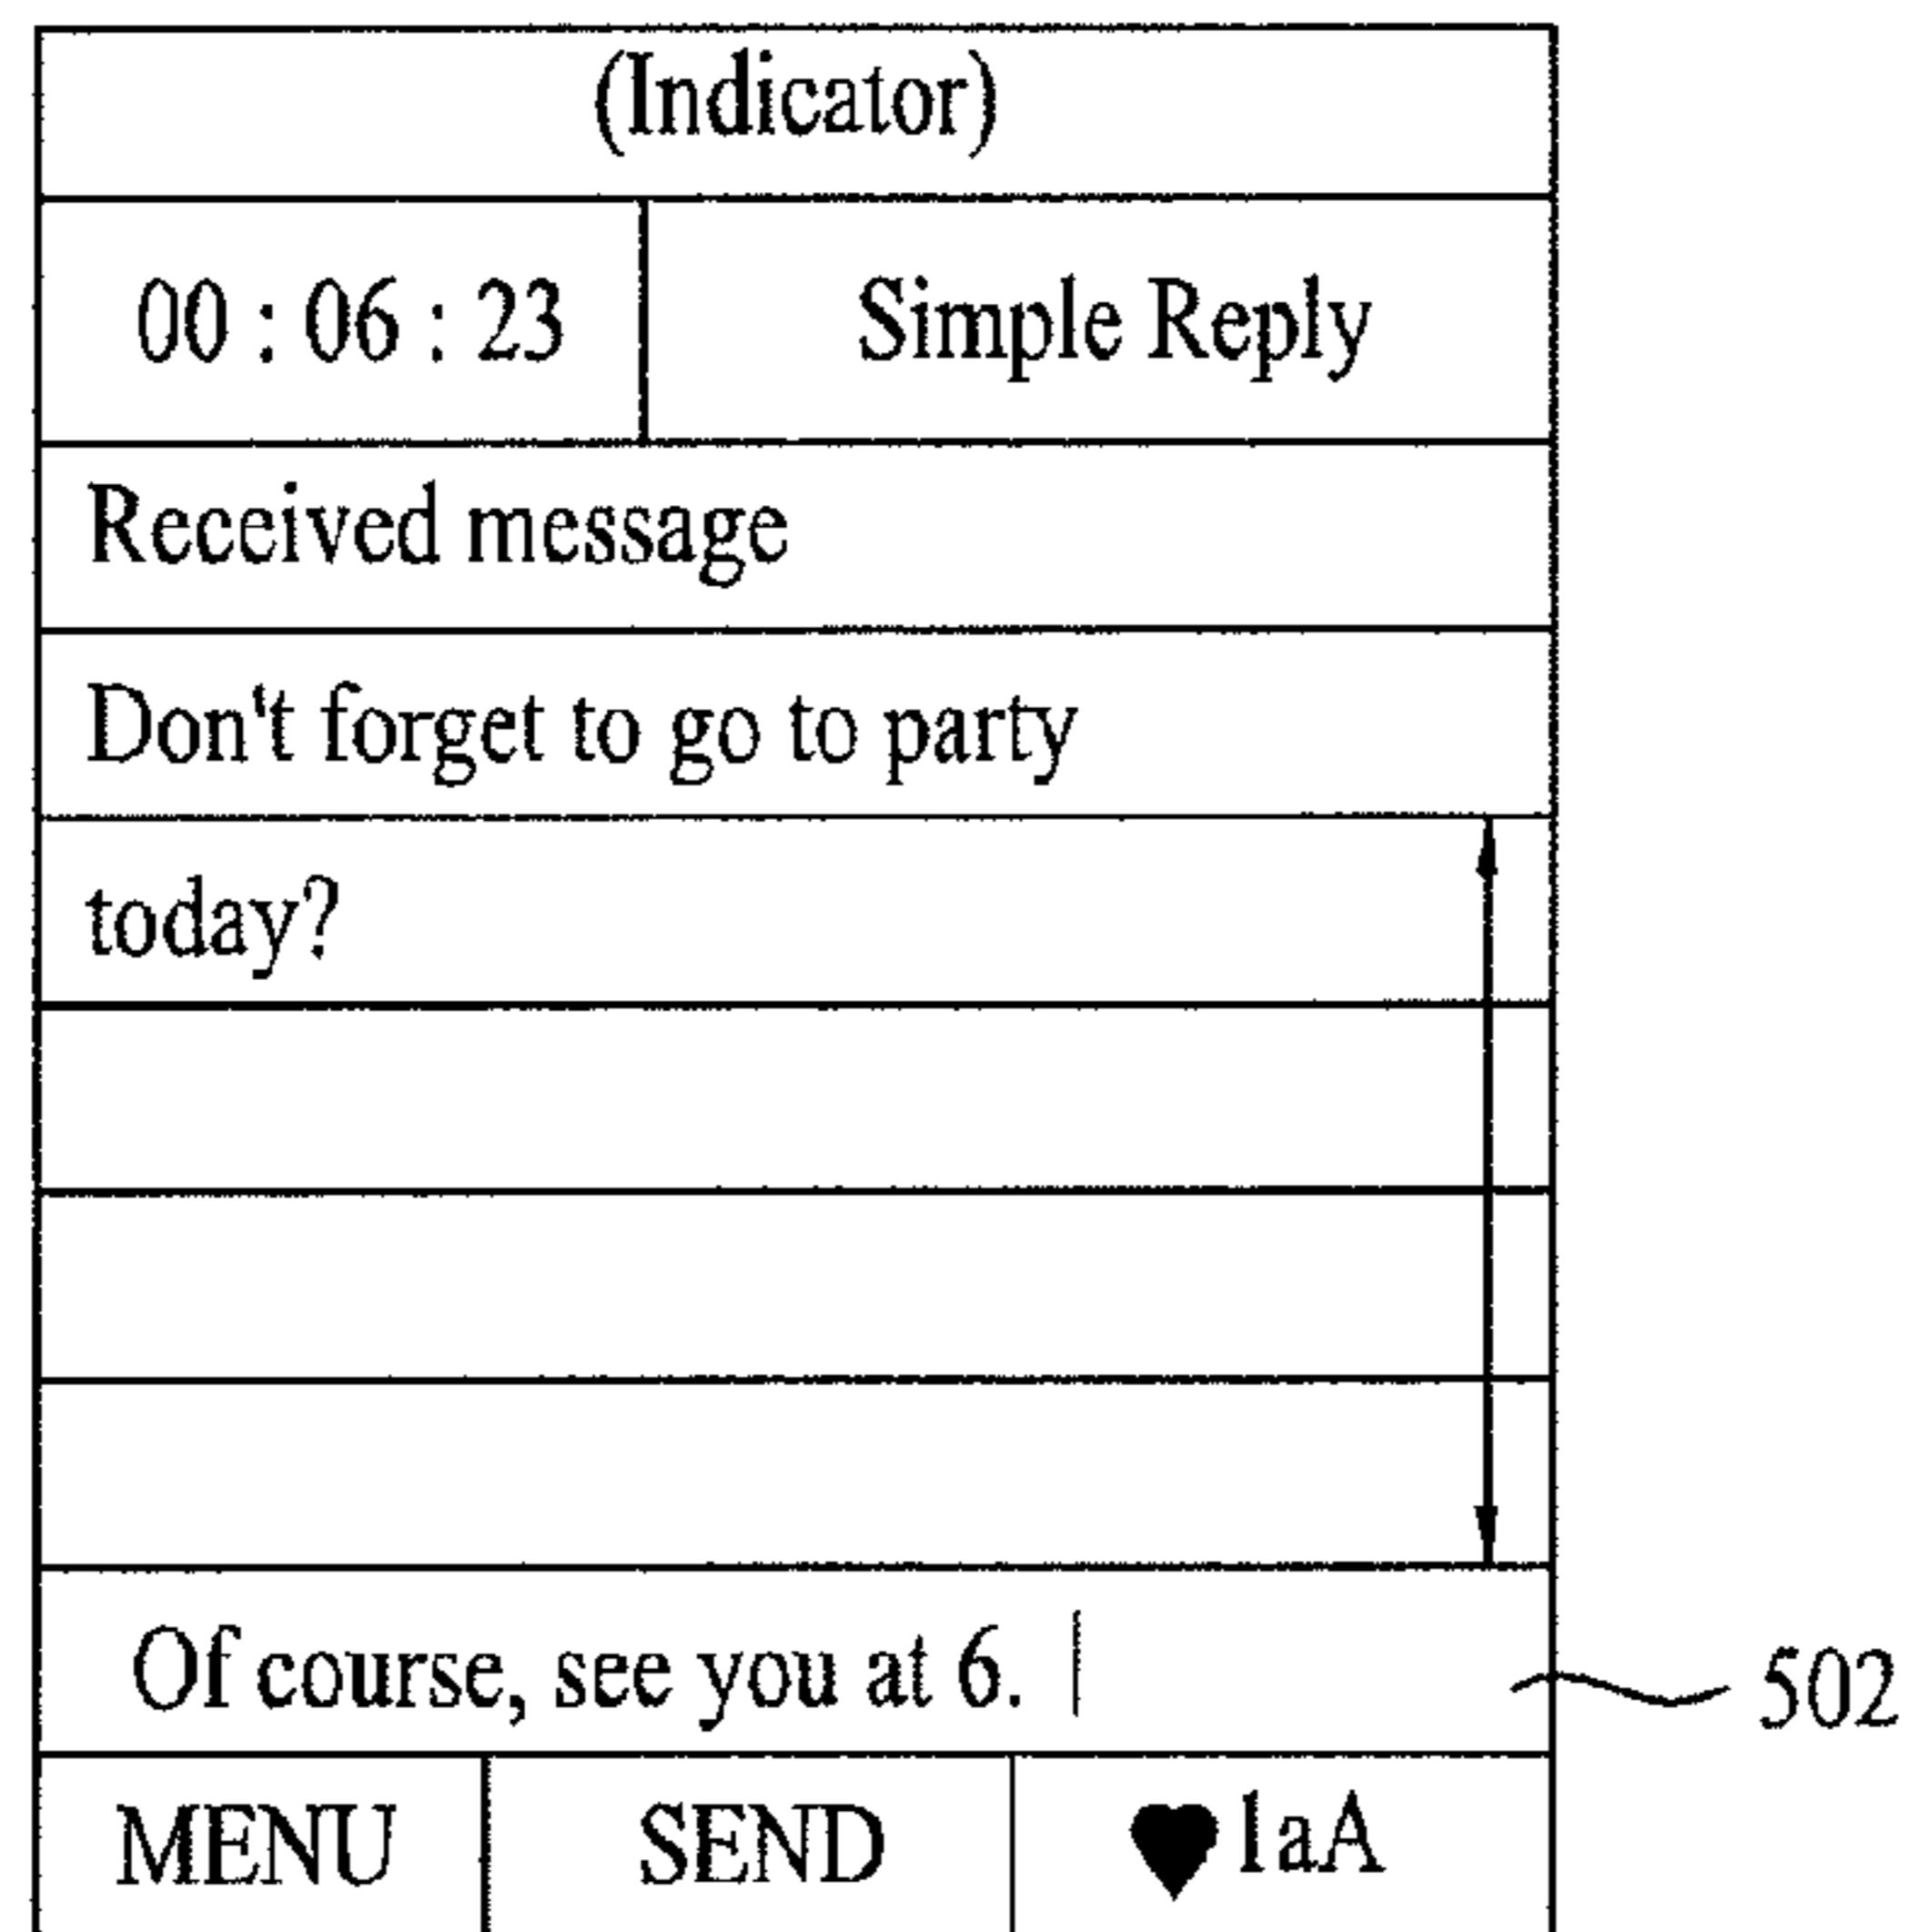 (Indicator)
00 : 06 : 23 Simple Reply
Received message
Don't forget to go to party
today?
Of course, see you at 6. |
502
MENU SEND ♥1aA